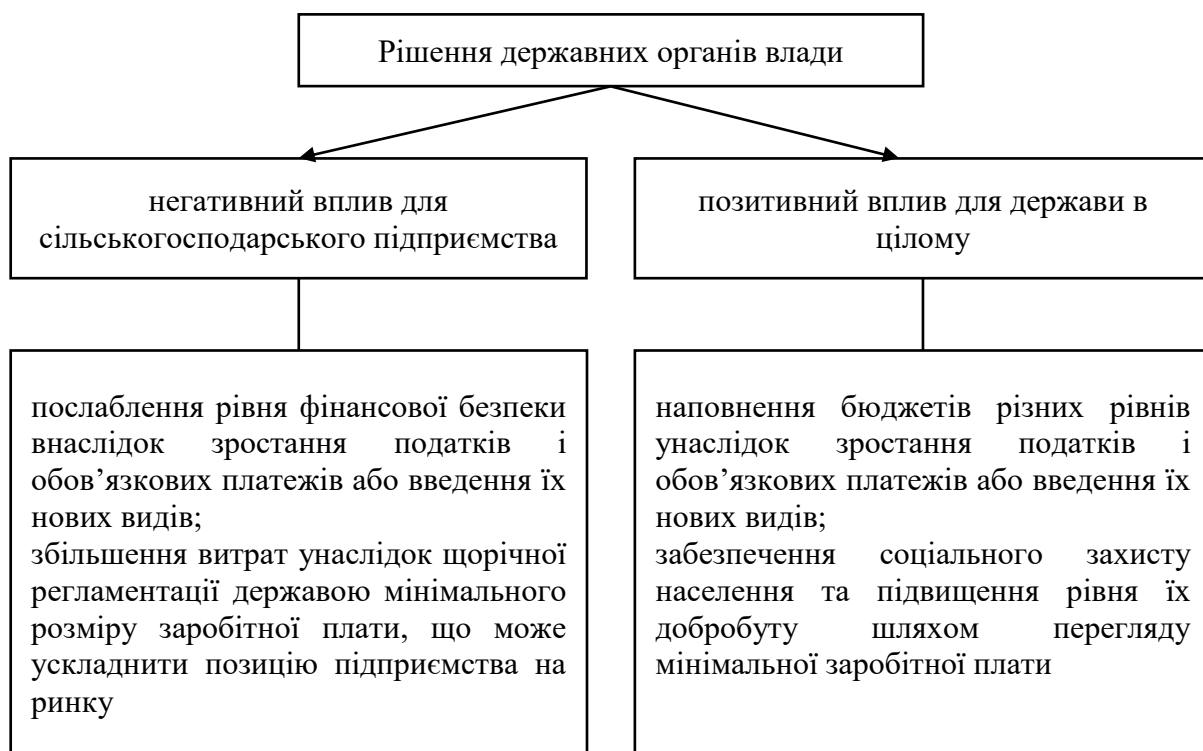 Рішення державних органів влади
негативний вплив для
сільськогосподарського підприємства
позитивний вплив для держави в
цілому
послаблення рівня фінансової безпеки
внаслідок зростання податків і
обов’язкових платежів або введення їх
нових видів;
збільшення витрат унаслідок щорічної
регламентації державою мінімального
розміру заробітної плати, що може
ускладнити позицію підприємства на
ринку
наповнення бюджетів різних рівнів
унаслідок зростання податків і
обов’язкових платежів або введення їх
нових видів;
забезпечення соціального захисту
населення та підвищення рівня їх
добробуту шляхом перегляду
мінімальної заробітної плати